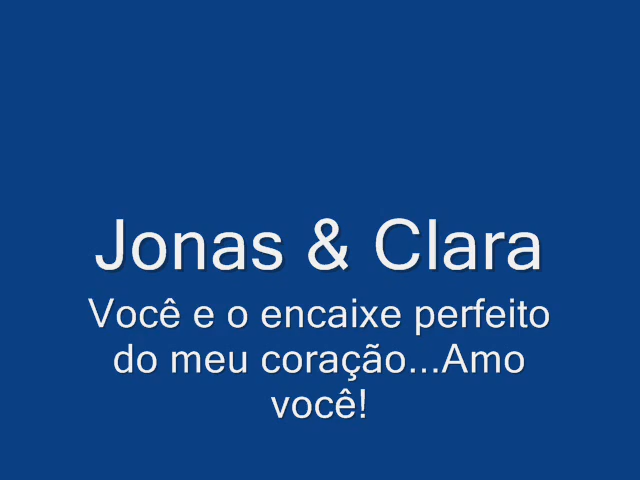 Jonas & Clara
Você e o encaixe perfeito
do meu coração...Amo
você!